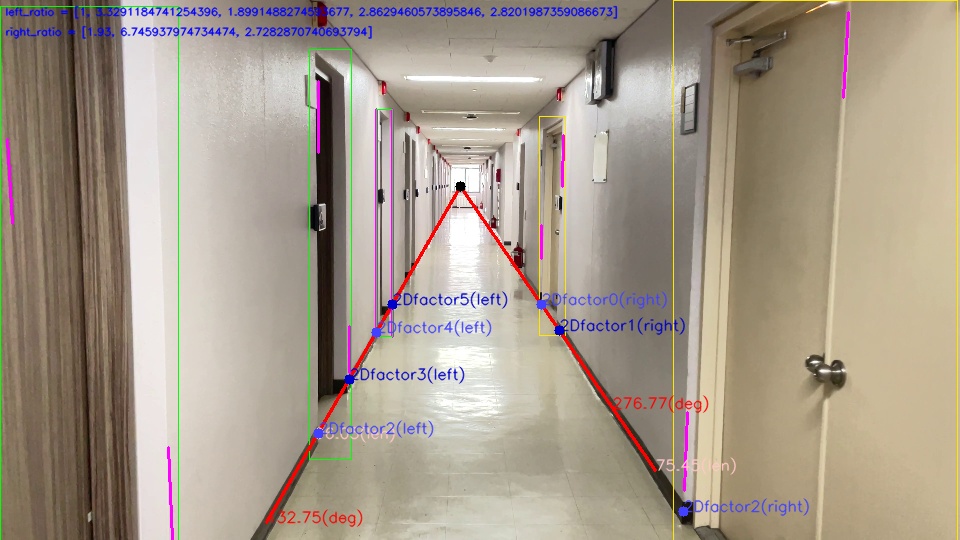 left_ratio = [1, 3.3291184741254396, 1.8991488274 3677, 2.8629460573895846, 2.8201987359086673]
right_ratio = [1.93, 6.745937974734474, 2.7282870740693794]
2Dfactor5(left)
2Dfactor0(right)
2Dfactor4(left)
2Dfactor1(right)
2Dfactor3(left)
276.77(deg)
2Dfactor2(left)
75.45(len)
2Dfactor2(right)
32.75(deg)